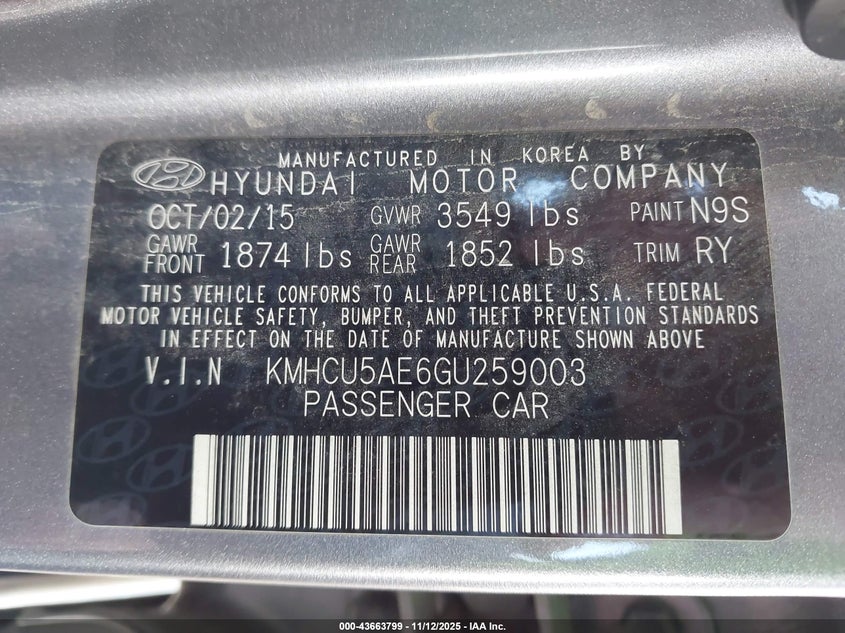 MANUFACTURED IN KOREA BY
HYUNDAI MOTOR COMPANY
OCT/02/15 GVWR 3549 lbs PAINT N9S
GAWR FRONT 1874 lbs GAWR REAR 1852 lbs TRIM RY
THIS VEHICLE CONFORMS TO ALL APPLICABLE U.S.A. FEDERAL
MOTOR VEHICLE SAFETY, BUMPER, AND THEFT PREVENTION STANDARDS
IN EFFECT ON THE DATE OF MANUFACTURE SHOWN ABOVE
V.I.N KMHCU5AE6GU259003
PASSENGER CAR
000-43663799 - 11/12/2025 - IAA Inc.